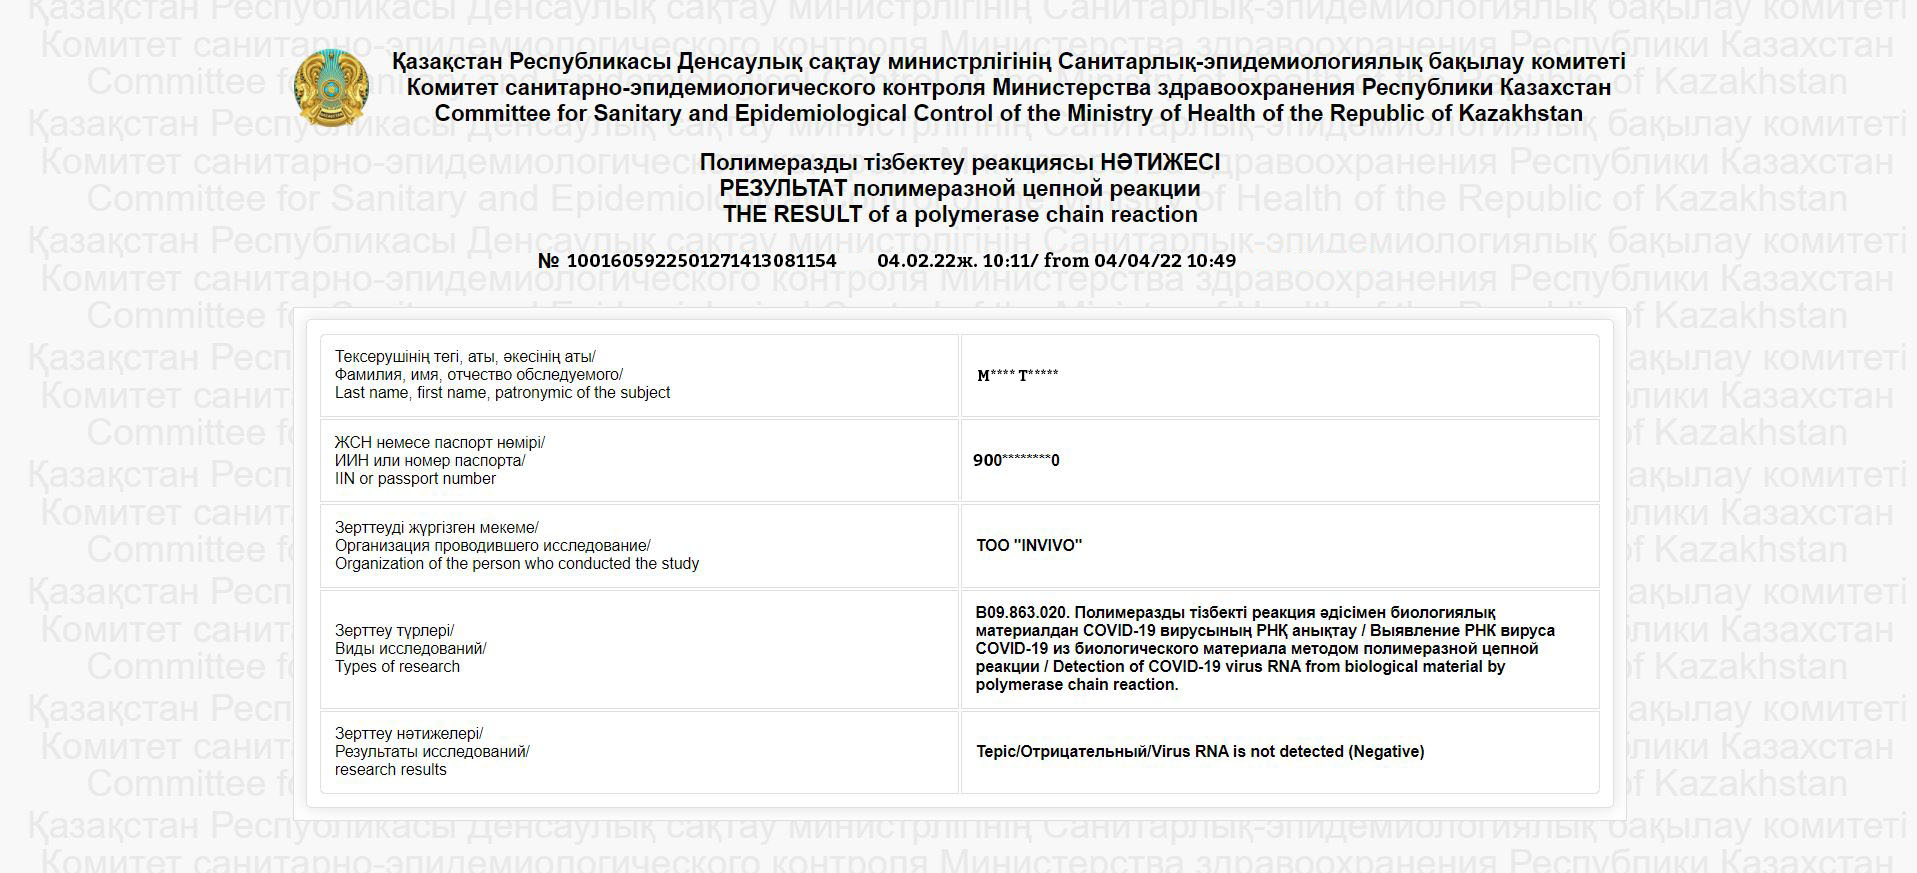 Қазақстан Республикасы Денсаулық сақтау министрлігінің Санитарлық-эпидемиологиялық бақылау комитеті
Комитет санитарно-эпидемиологического контроля Министерства здравоохранения Республики Казахстан
Committee for Sanitary and Epidemiological Control of the Ministry of Health of the Republic of Kazakhstan
Полимеразды тізбектеу реакциясы НӘТИЖЕСІ
РЕЗУЛЬТАТ полимеразной цепной реакции
THE RESULT of a polymerase chain reaction
№ 1001605922501271413081154 04.02.22ж. 10:11/ from 04/04/22 10:49
Тексерушінің тегі, аты, әкесінің аты/
Фамилия, имя, отчество обследуемого/
Last name, first name, patronymic of the subject
M**** T*****
ЖСН немесе паспорт нөмірі/
ИИН или номер паспорта/
IIN or passport number
900********0
Зерттеуді жүргізген мекеме/
Организация проводившего исследование/
Organization of the person who conducted the study
ТОО "INVIVO"
Зерттеу түрлері/
Виды исследований/
Types of research
B09.863.020. Полимеразды тізбекті реакция әдісімен биологиялық
материалдан COVID-19 вирусының РНҚ анықтау / Выявление РНК вируса
COVID-19 из биологического материала методом полимеразной цепной
реакции / Detection of COVID-19 virus RNA from biological material by
polymerase chain reaction.
Зерттеу нәтижелері/
Результаты исследований/
research results
Теріс/Отрицательный/Virus RNA is not detected (Negative)